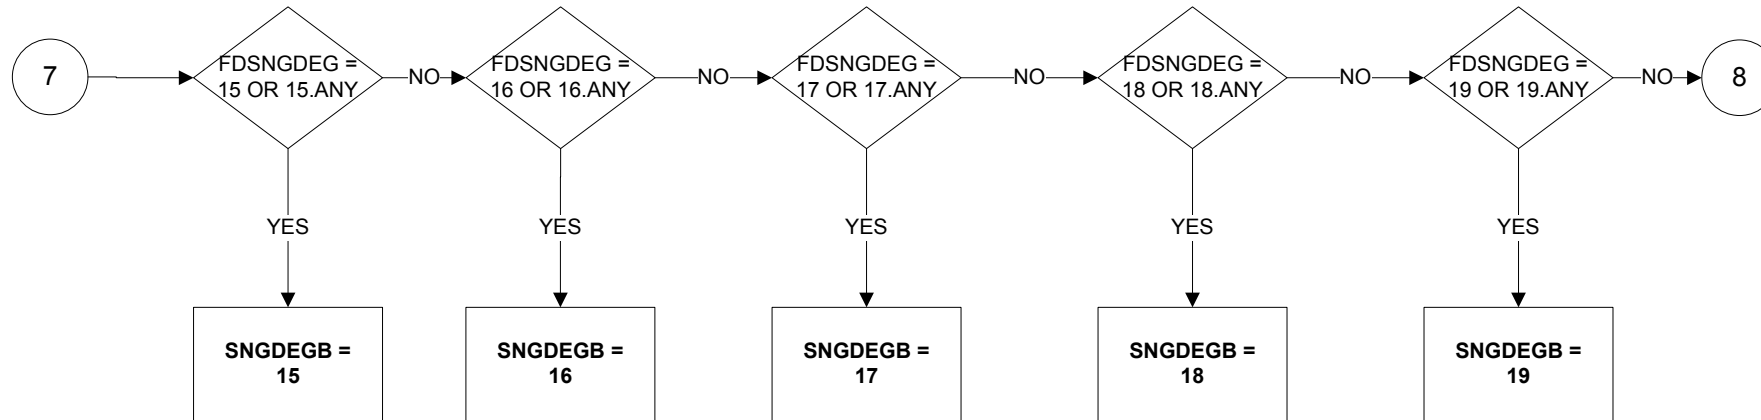 7
FDSNGDEG =
15 OR 15.ANY
NO
FDSNGDEG =
16 OR 16.ANY
NO
FDSNGDEG =
17 OR 17.ANY
NO
FDSNGDEG =
18 OR 18.ANY
NO
FDSNGDEG =
19 OR 19.ANY
NO
8
YES
YES
YES
YES
YES
SNGDEGB =
15
SNGDEGB =
16
SNGDEGB =
17
SNGDEGB =
18
SNGDEGB =
19